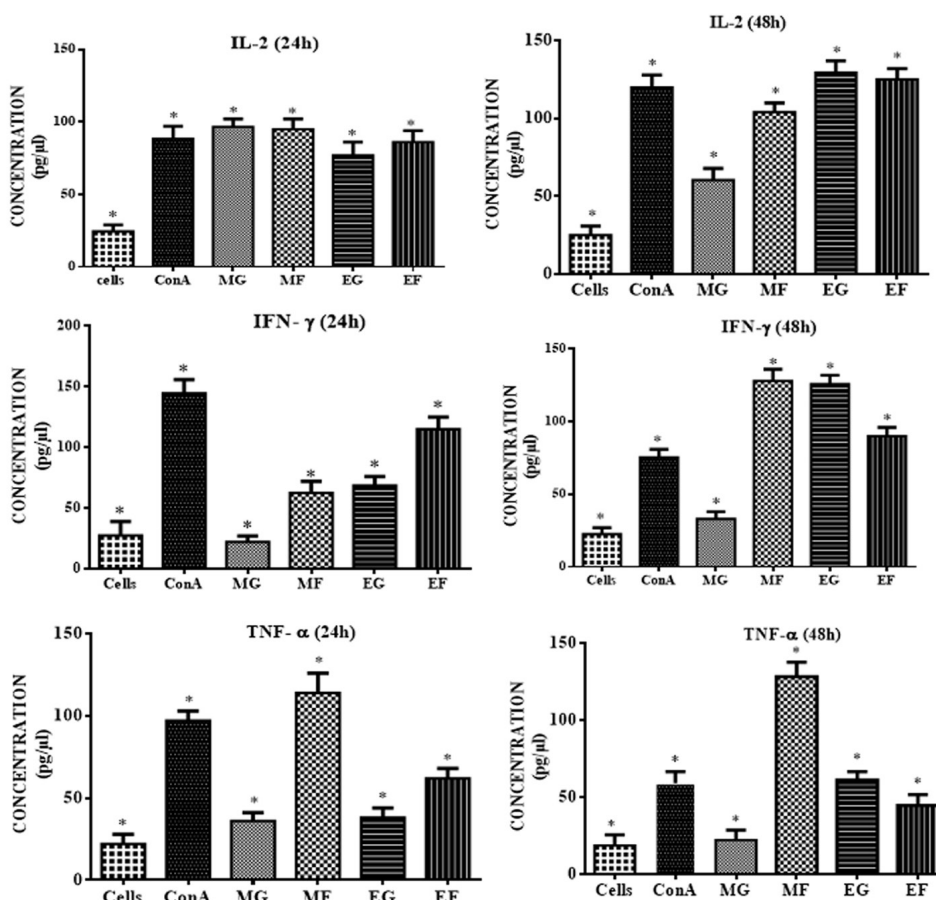 IL-2 (24h)
CONCENTRATION
(pg/µl)
150
100
50
0
*
*
*
*
*
*
cells ConA MG MF EG EF
IL-2 (48h)
CONCENTRATION
(pg/µl)
150
100
50
0
*
*
*
*
*
*
Cells ConA MG MF EG EF
IFN- γ (24h)
CONCENTRATION
(pg/µl)
200
150
100
50
0
*
*
*
*
*
*
Cells ConA MG MF EG EF
IFN-γ (48h)
CONCENTRATION
(pg/µl)
150
100
50
0
*
*
*
*
*
*
Cells ConA MG MF EG EF
TNF- α (24h)
CONCENTRATION
(pg/µl)
150
100
50
0
*
*
*
*
*
*
Cells ConA MG MF EG EF
TNF-α (48h)
CONCENTRATION
(pg/µl)
150
100
50
0
*
*
*
*
*
*
Cells ConA MG MF EG EF